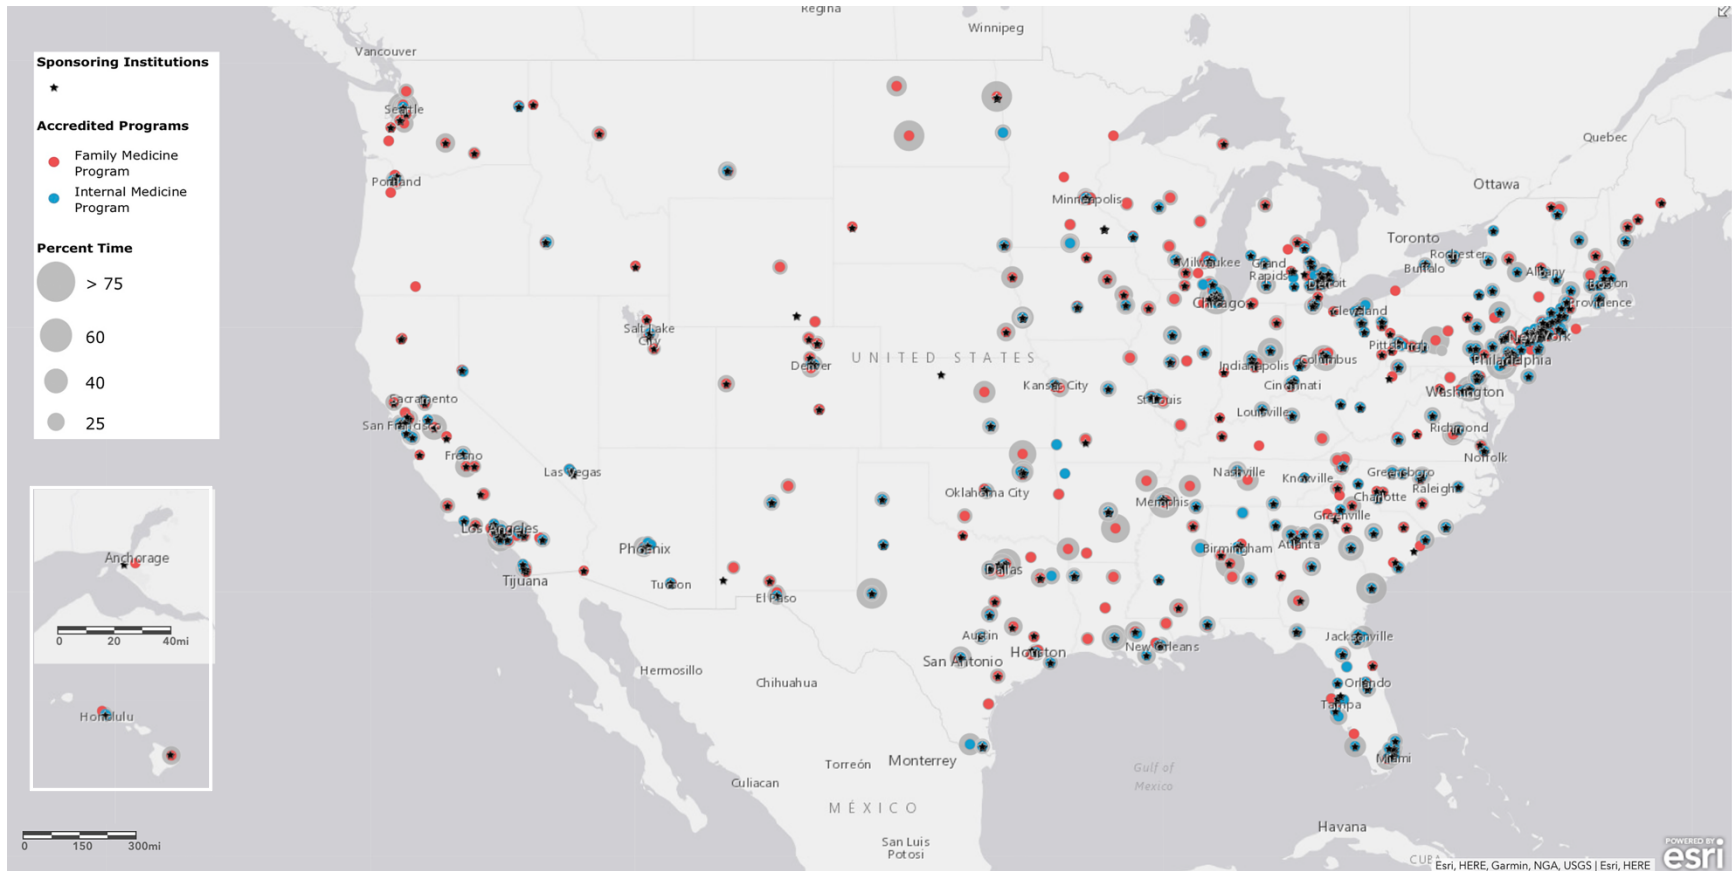 Regina
Winnipeg
Vancouver
Sponsoring Institutions
Accredited Programs
Family Medicine
Program
Internal Medicine
Program
Percent Time
> 75
60
40
25
Seattle
Portland
Quebec
Ottawa
Minneapolis
Toronto
Rochester
Buffalo
Albany
Milwaukee
Grand
Rapids
Detroit
Boston
Providence
Chicago
Cleveland
Salt Lake
City
UNITED STATES
Denver
Pittsburgh
New York
Philadelphia
Indianapolis
Columbus
Sacramento
Kansas City
Cincinnati
Washington
St Louis
Louisville
San Francisco
Richmond
Fresno
Norfolk
Las Vegas
Nashville
Knoxville
Greensboro
Raleigh
Oklahoma City
Memphis
Charlotte
Greenville
Los Angeles
Phoenix
Birmingham
Atlanta
Anchorage
Dallas
Tijuana
Tucson
El Paso
0 20 40mi
Austin
Jacksonville
New Orleans
Houston
San Antonio
Hermosillo
Chihuahua
Orlando
Tampa
Honolulu
Miami
Torreón
Monterrey
Gulf of
Mexico
Culiacan
MÉXICO
Havana
0 150 300mi
San Luis
Potosi
CUBA
POWERED BY
esri
Esri, HERE, Garmin, NGA, USGS | Esri, HERE